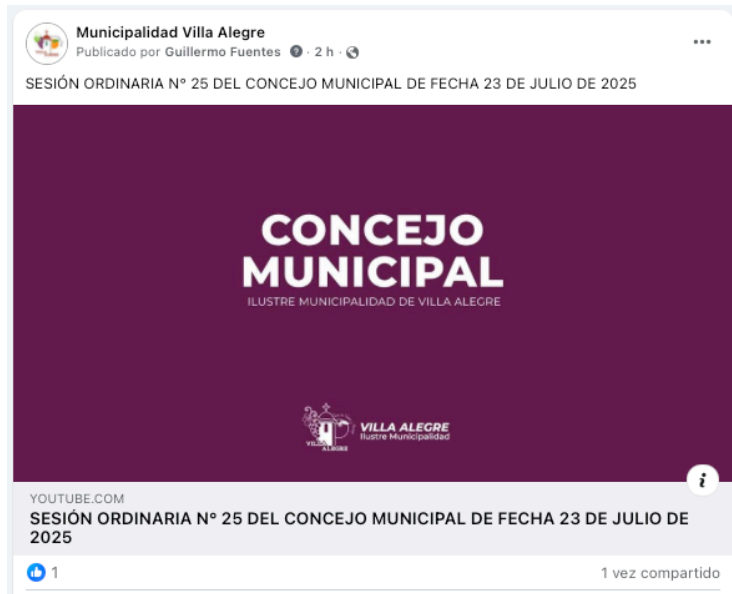 Municipalidad Villa Alegre
Publicado por Guillermo Fuentes · 2 h ·
SESIÓN ORDINARIA N° 25 DEL CONCEJO MUNICIPAL DE FECHA 23 DE JULIO DE 2025
CONCEJO
MUNICIPAL
ILUSTRE MUNICIPALIDAD DE VILLA ALEGRE
VILLA ALEGRE
VILLA ALEGRE
Ilustre Municipalidad
YOUTUBE.COM
SESIÓN ORDINARIA N° 25 DEL CONCEJO MUNICIPAL DE FECHA 23 DE JULIO DE
2025
1
1 vez compartido